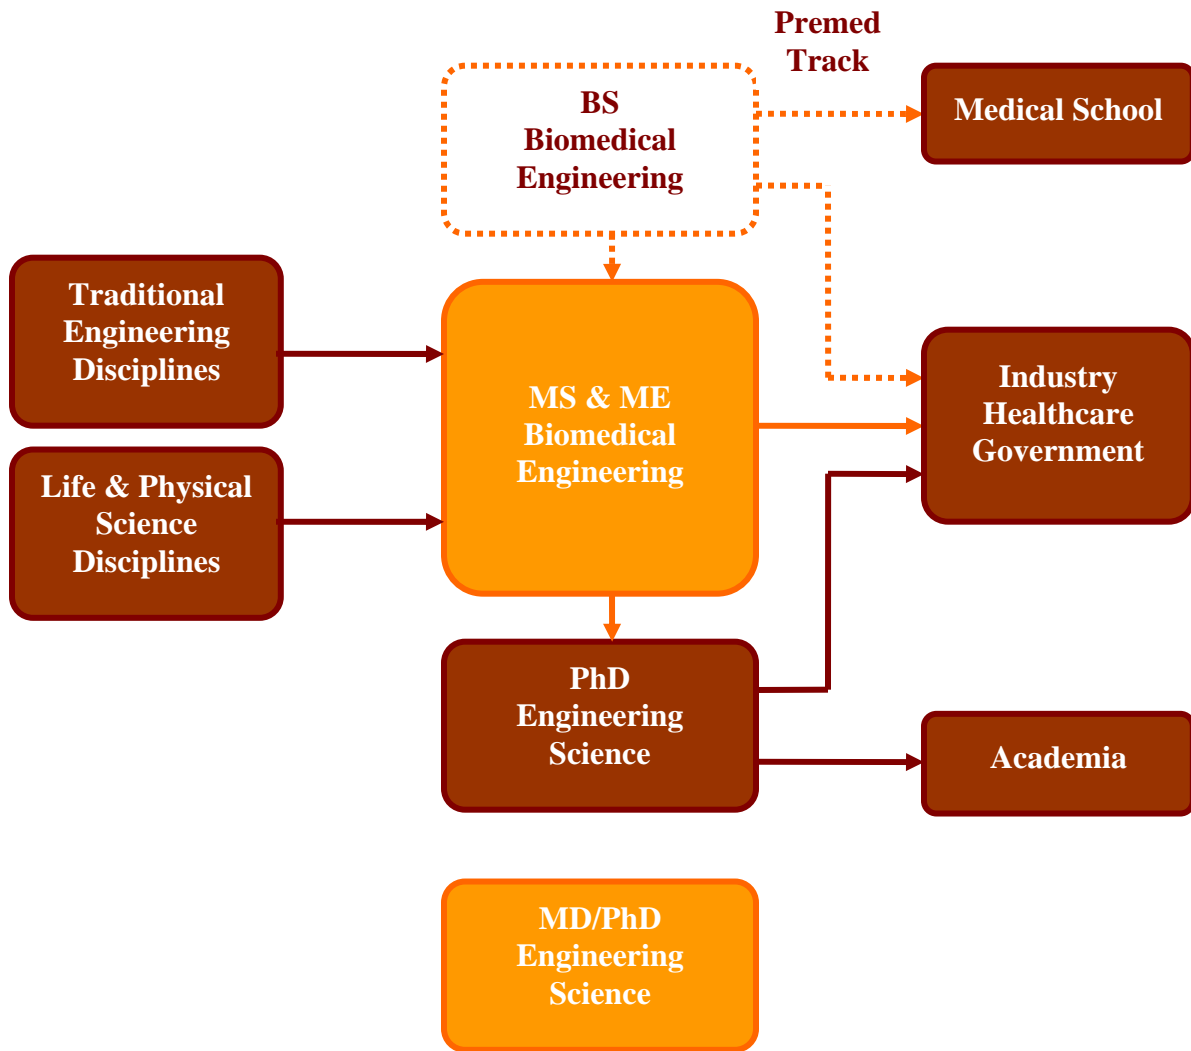 Premed
Track
BS
Biomedical
Engineering
Medical School
Traditional
Engineering
Disciplines
MS & ME
Biomedical
Engineering
Industry
Healthcare
Government
Life & Physical
Science
Disciplines
PhD
Engineering
Science
Academia
MD/PhD
Engineering
Science